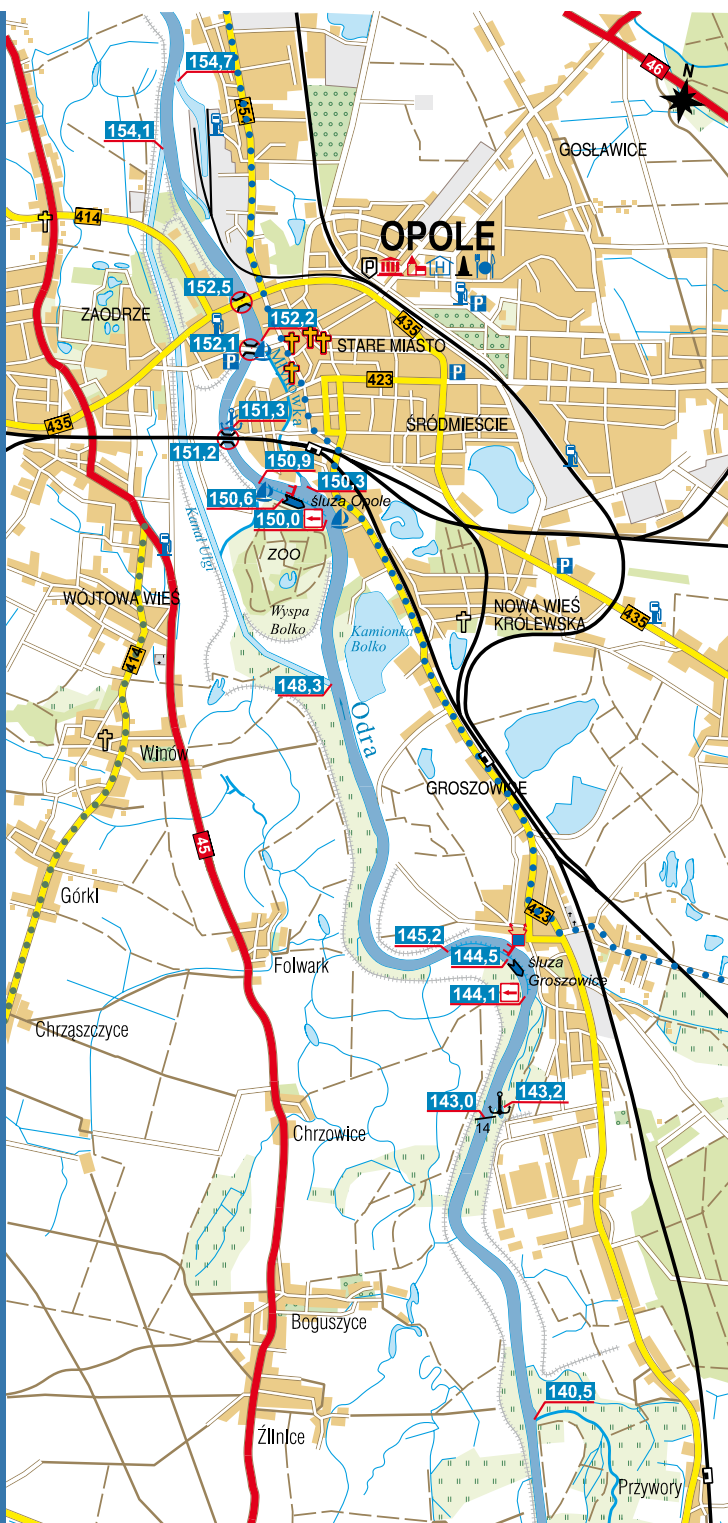 46
N
154,7
454
154,1
GOSŁAWICE
414
OPOLE
P
H
152,5
P
ZAODRZE
435
152,2
152,1
STARE MIASTO
P
Młynówka
423
P
151,3
435
ŚRÓDMIEŚCIE
151,2
150,9
150,3
150,6
śluza Opole
150,0
Kanał Ulgi
ZOO
P
WÓJTOWA WIEŚ
Wyspa
Bolko
NOWA WIEŚ
KRÓLEWSKA
435
Kamionka
Bolko
414
148,3
Odra
Winów
GROSZOWICE
45
Górki
423
145,2
144,5
śluza
Groszowice
Folwark
144,1
Chrząszczyce
143,0
143,2
14
Chrzowice
Boguszyce
140,5
Źlinice
Przywory